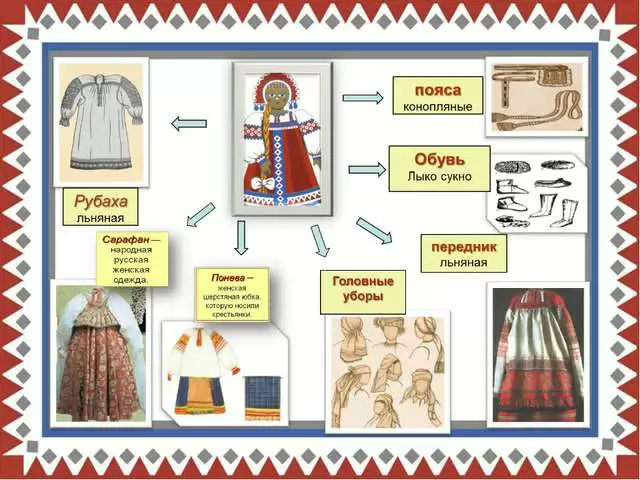 пояса
конопляные
Обувь
Лыко сукно
Рубаха
льняная
Сарафан —
народная
русская
женская
одежда.
передник
льняная
Понева –
женская
шерстяная юбка,
которую носили
крестьянки.
Головные
уборы